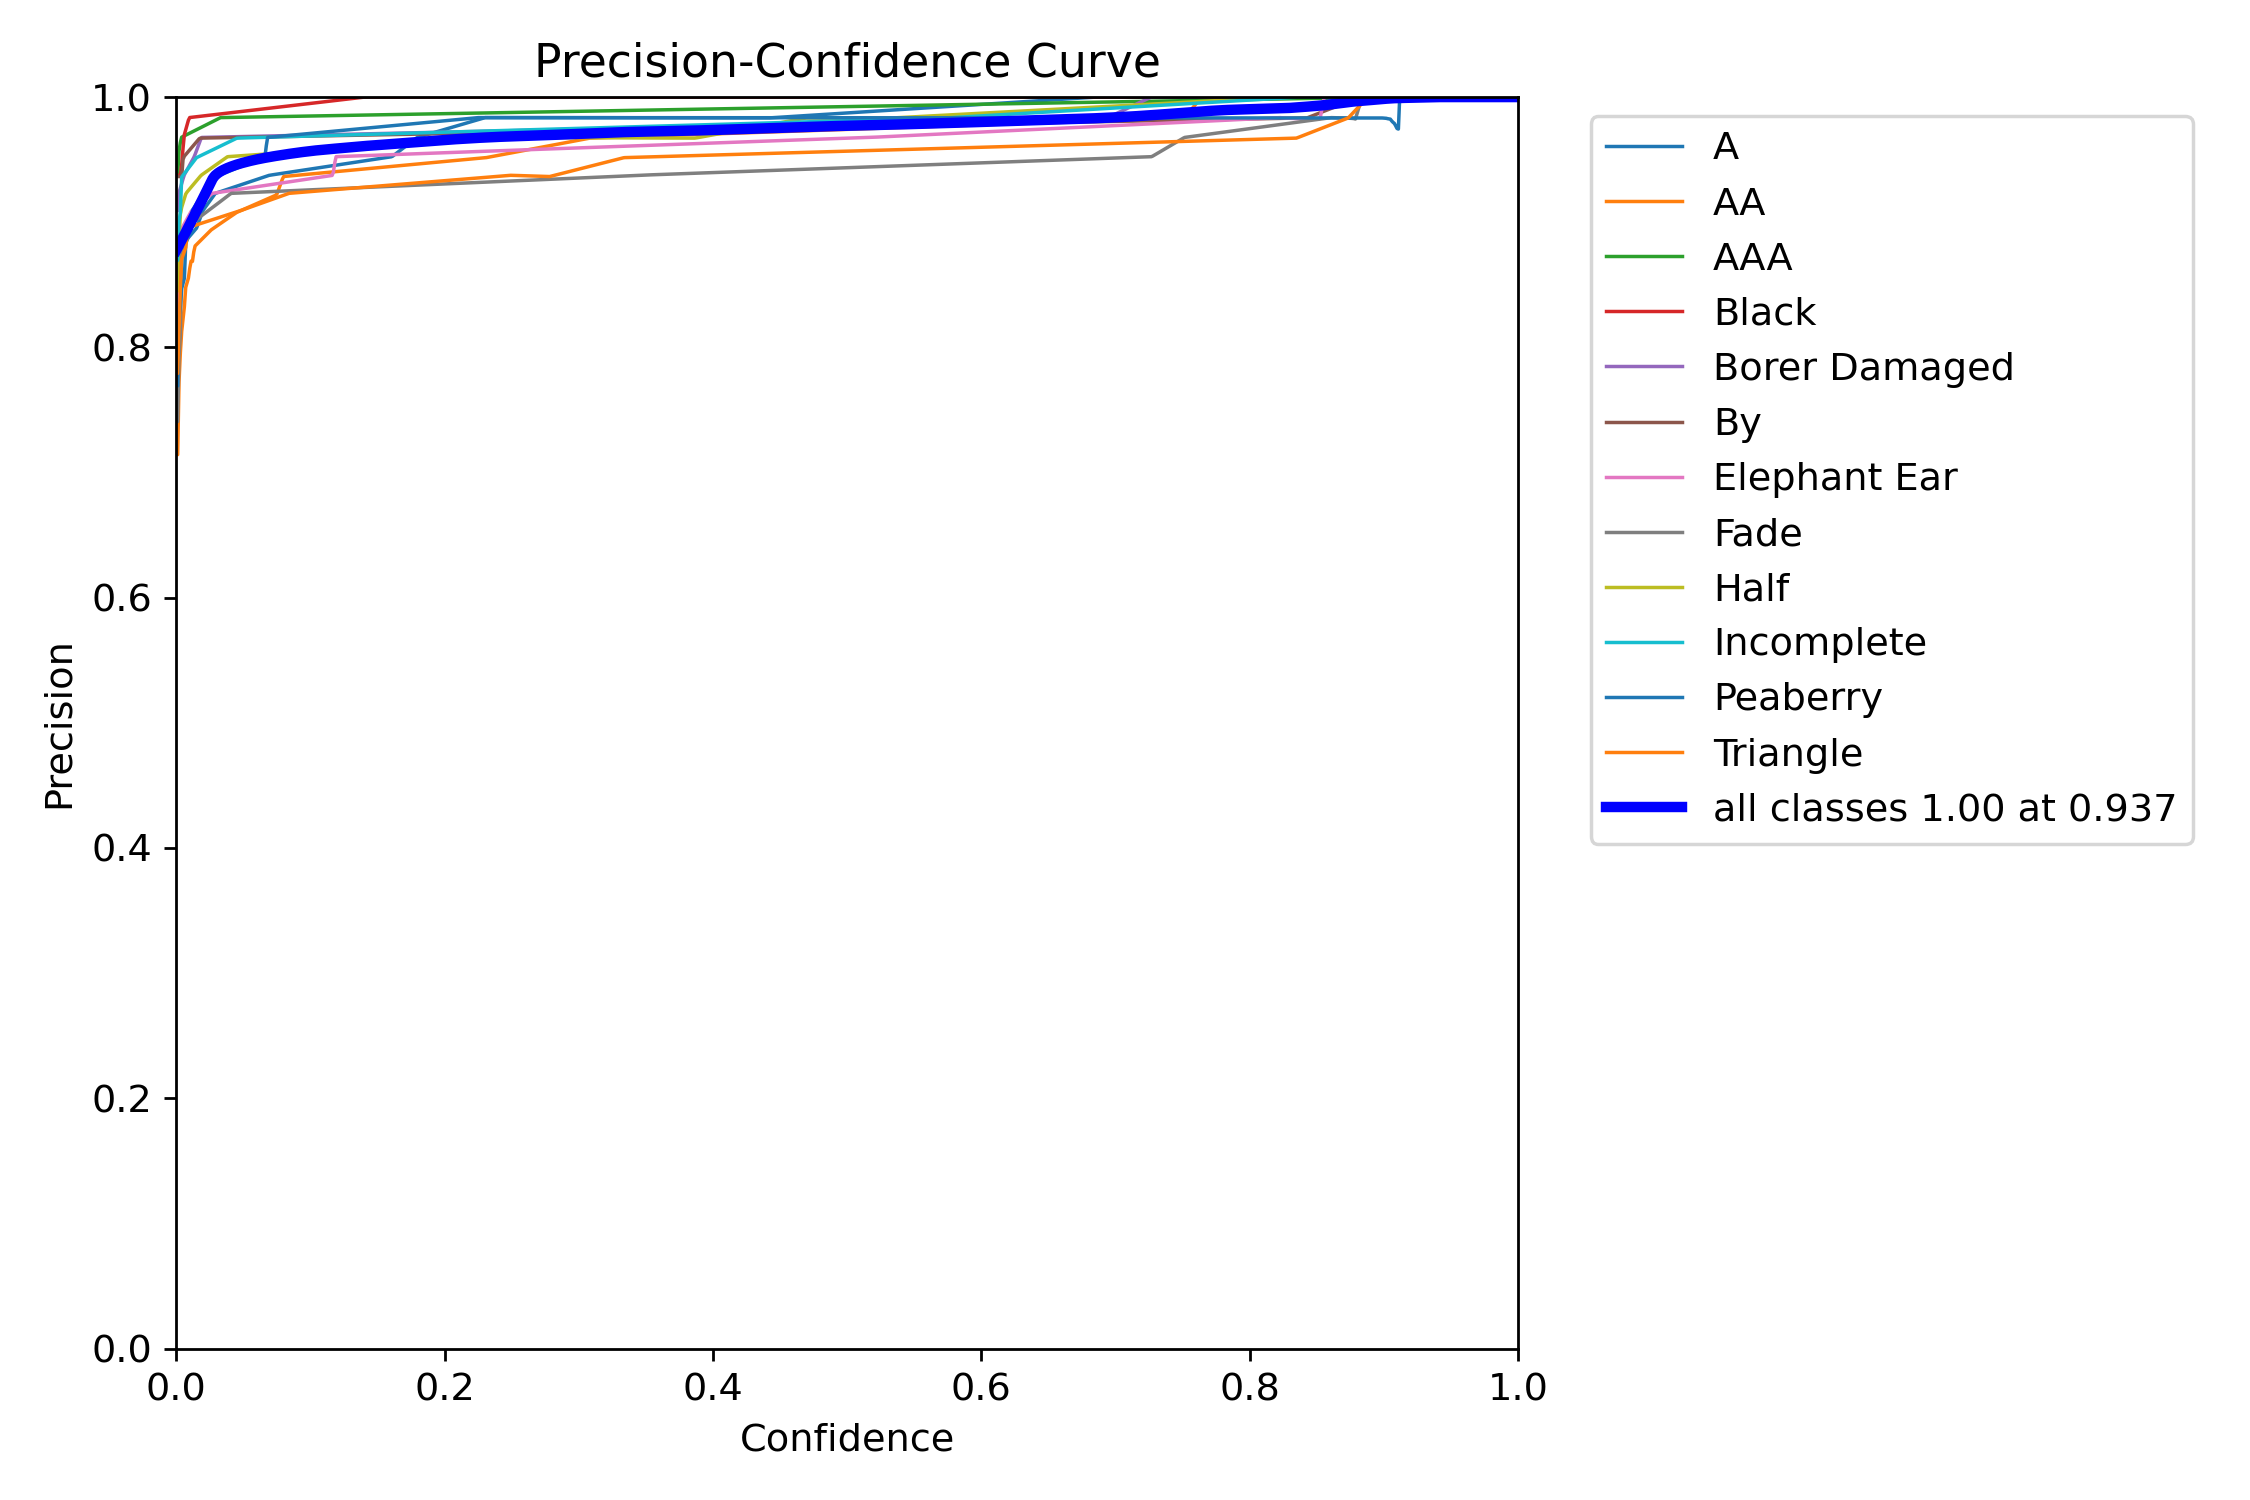 Precision-Confidence Curve
1.0
0.8
0.6
0.4
0.2
0.0
Precision
0.0 0.2 0.4 0.6 0.8 1.0
Confidence
A
AA
AAA
Black
Borer Damaged
By
Elephant Ear
Fade
Half
Incomplete
Peaberry
Triangle
all classes 1.00 at 0.937